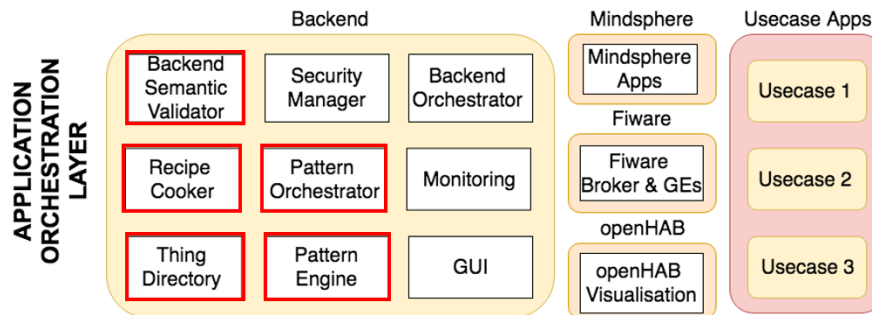 APPLICATION
ORCHESTRATION
LAYER
Backend
Backend
Semantic
Validator
Security
Manager
Backend
Orchestrator
Recipe
Cooker
Pattern
Orchestrator
Monitoring
Thing
Directory
Pattern
Engine
GUI
Mindsphere
Mindsphere
Apps
Fiware
Fiware
Broker & GEs
openHAB
openHAB
Visualisation
Usecase Apps
Usecase 1
Usecase 2
Usecase 3